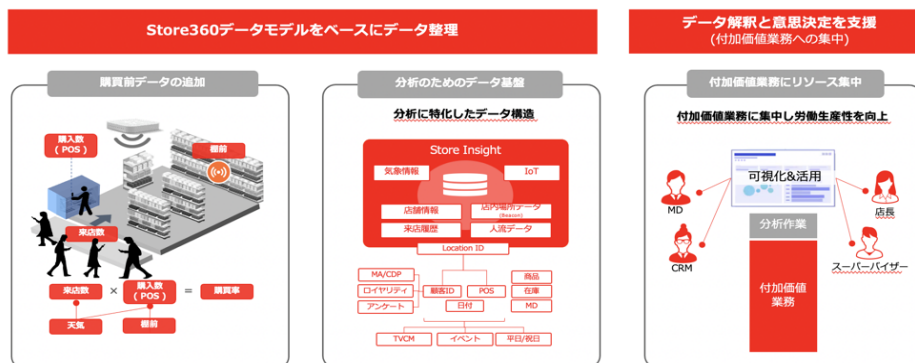 Store360データモデルをベースにデータ整理
データ解釈と意思決定を支援
(付加価値業務への集中)
購買前データの追加
購入数
( POS )
棚前
来店数
来店数 × 購入数
( POS ) = 購買率
天気
棚前
分析のためのデータ基盤
分析に特化したデータ構造
Store Insight
気象情報
IoT
店舗情報
店内場所データ
(Beacon)
来店履歴
人流データ
Location ID
MA/CDP
商品
ロイヤリティ
顧客ID
POS
在庫
アンケート
日付
MD
TVCM
イベント
平日/祝日
付加価値業務にリソース集中
付加価値業務に集中し労働生産性を向上
可視化&活用
MD
店長
分析作業
CRM
スーパーバイザー
付加価値
業務